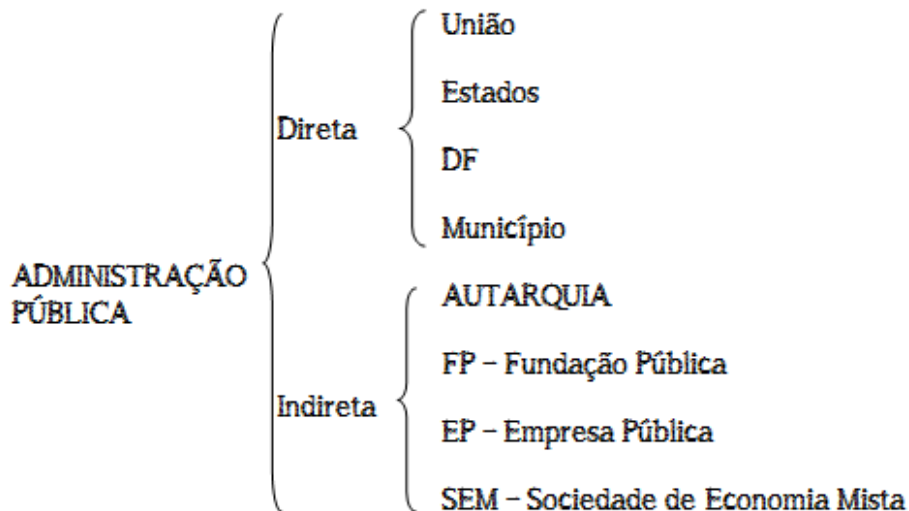 União
Estados
Direta
DF
Município
ADMINISTRAÇÃO
PÚBLICA
AUTARQUIA
FP – Fundação Pública
Indireta
EP – Empresa Pública
SEM – Sociedade de Economia Mista